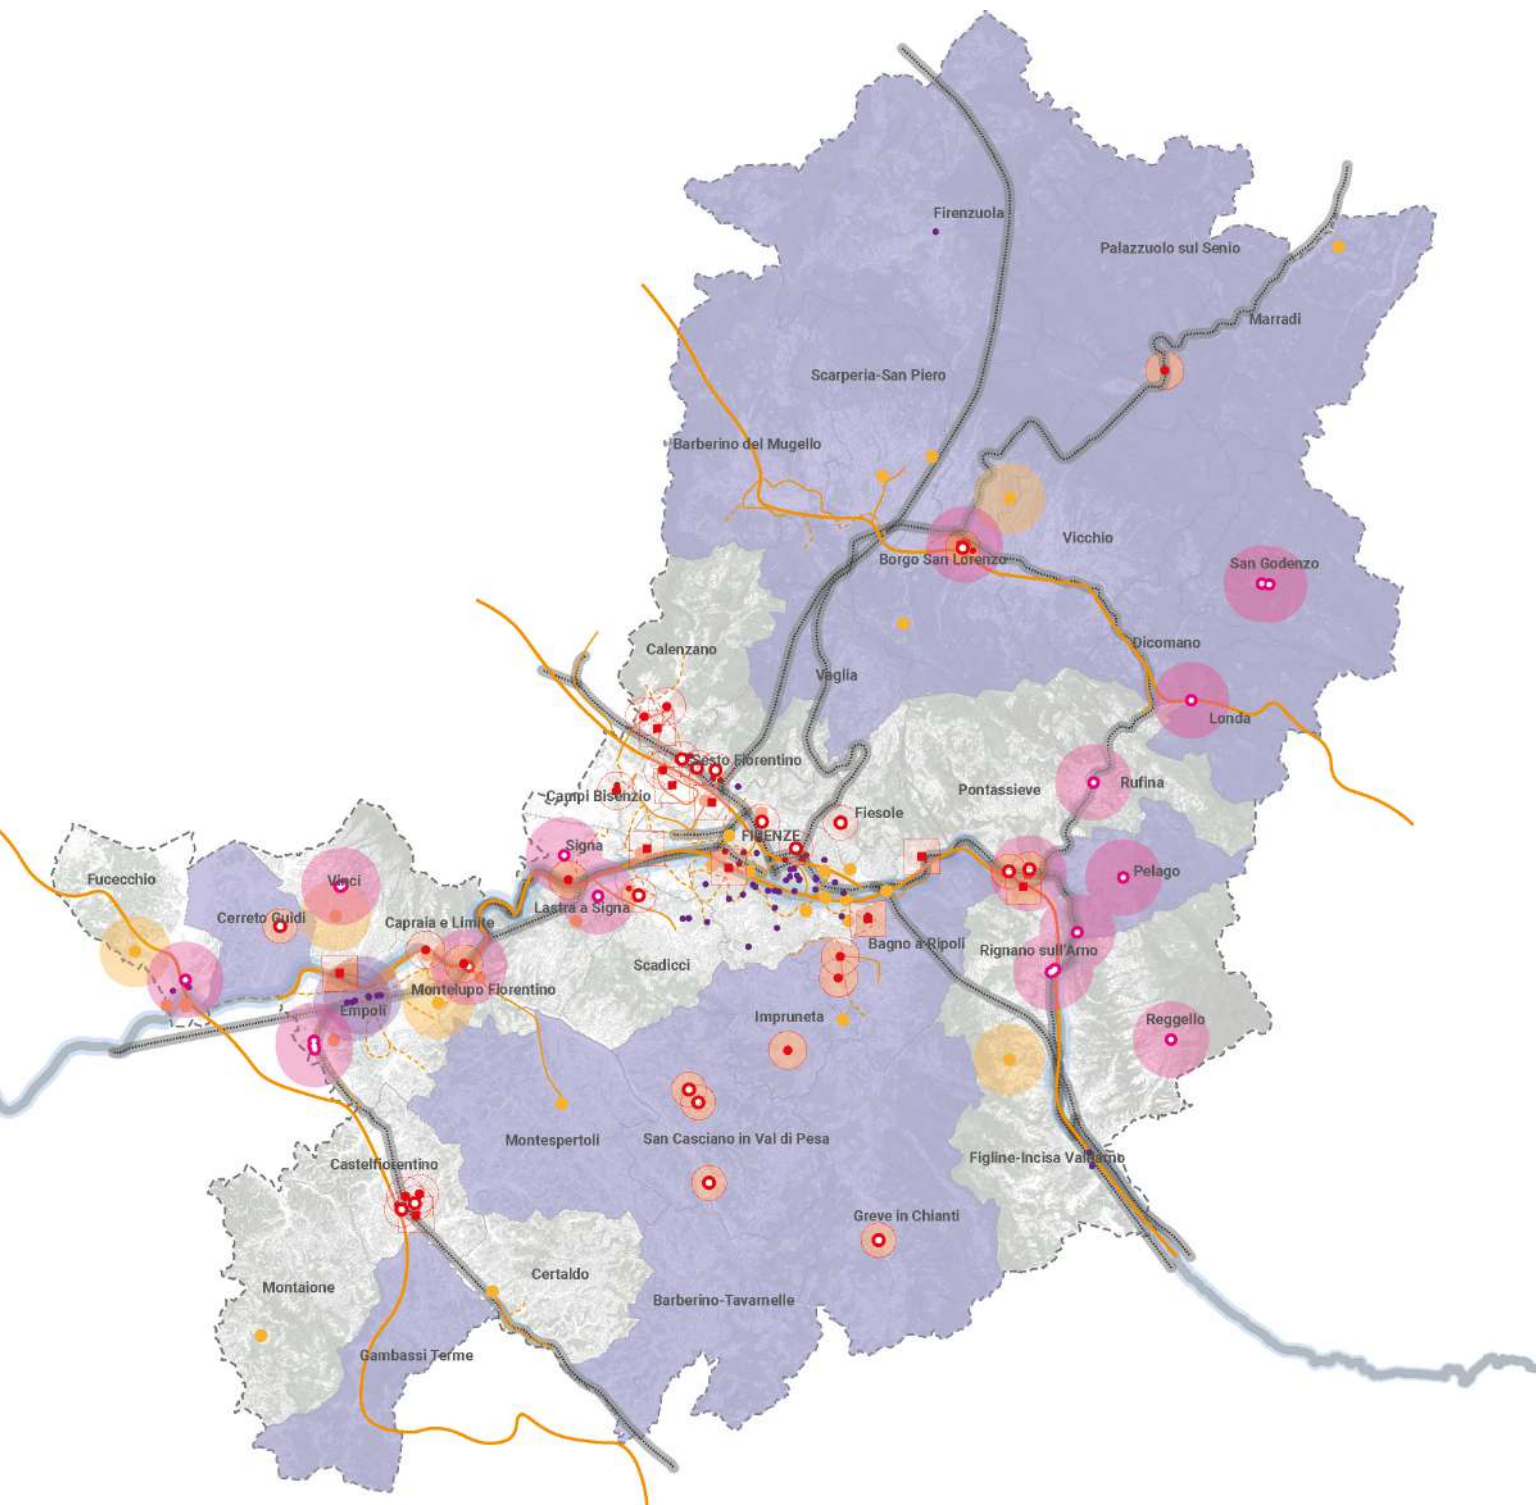 Firenzuola
Palazzuolo sul Senio
Marradi
Scarperia-San Piero
Barberino del Mugello
Vicchio
Borgo San Lorenzo
San Godenzo
Dicomano
Calenzano
Vaglia
Londa
Sesto Fiorentino
Rufina
Pontassieve
Campi Bisenzio
Fiesole
FIRENZE
Signa
Pelago
Fucecchio
Vinci
Lastra a Signa
Cerreto Guidi
Capraia e Limite
Bagno a Ripoli
Rignano sull'Arno
Scadicci
Montelupo Fiorentino
Empoli
Impruneta
Reggello
Montespertoli
San Casciano in Val di Pesa
Figline-Incisa Valdarno
Castelfiorentino
Greve in Chianti
Certaldo
Montaione
Barberino-Tavarnelle
Gambassi Terme